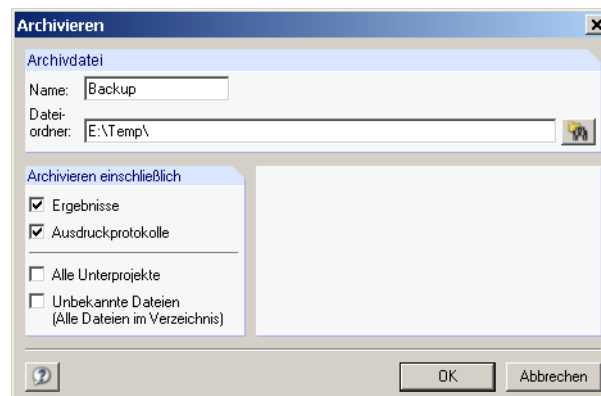 Archivieren
Archivdatei
Name: Backup
Datei-
ordner: E:\Temp\
Archivieren einschließlich
Ergebnisse
Ausdruckprotokolle
Alle Unterprojekte
Unbekannte Dateien
(Alle Dateien im Verzeichnis)
OK Abbrechen